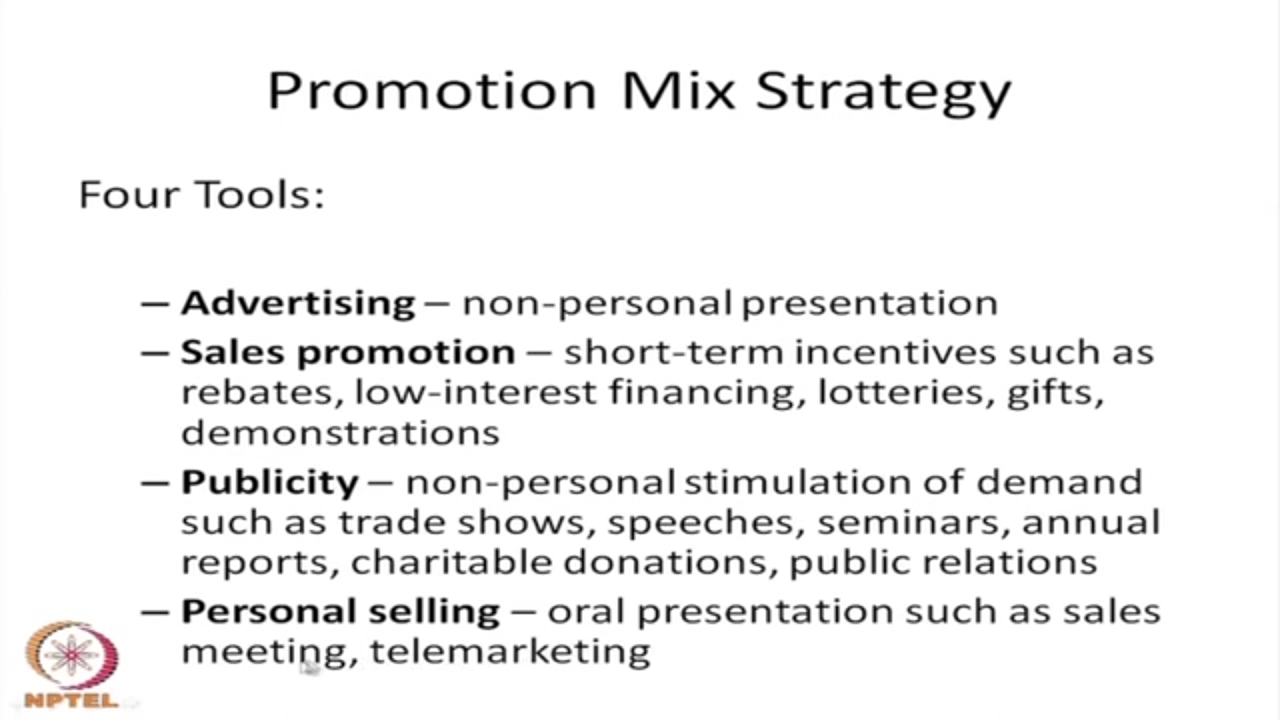 Promotion Mix Strategy
Four Tools:
– Advertising – non-personal presentation
– Sales promotion – short-term incentives such as
rebates, low-interest financing, lotteries, gifts,
demonstrations
– Publicity – non-personal stimulation of demand
such as trade shows, speeches, seminars, annual
reports, charitable donations, public relations
– Personal selling – oral presentation such as sales
meeting, telemarketing
NPTEL